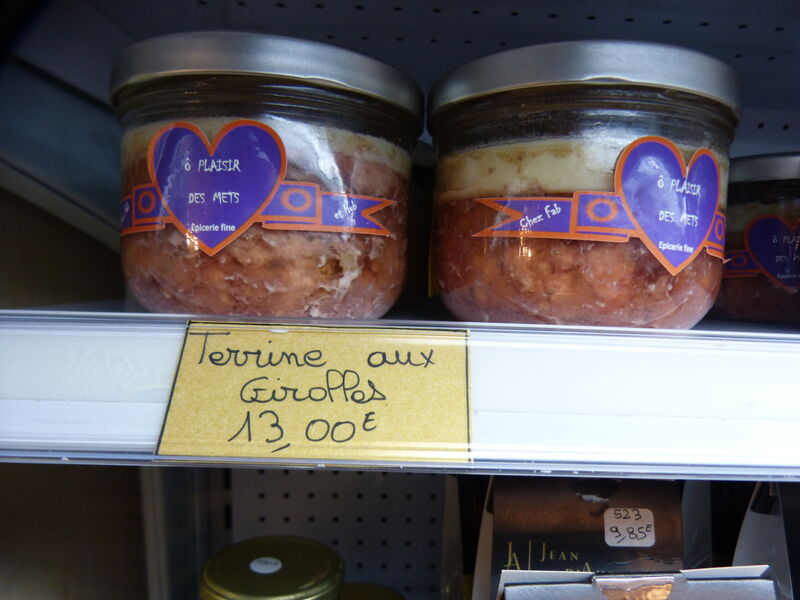 ô PLAISIR
DES METS
Epicerie fine
ô PLAISIR
DES METS
Epicerie fine
Chez Fab
Terrine aux
Girolles
13,00€
523
9,85€
JEAN